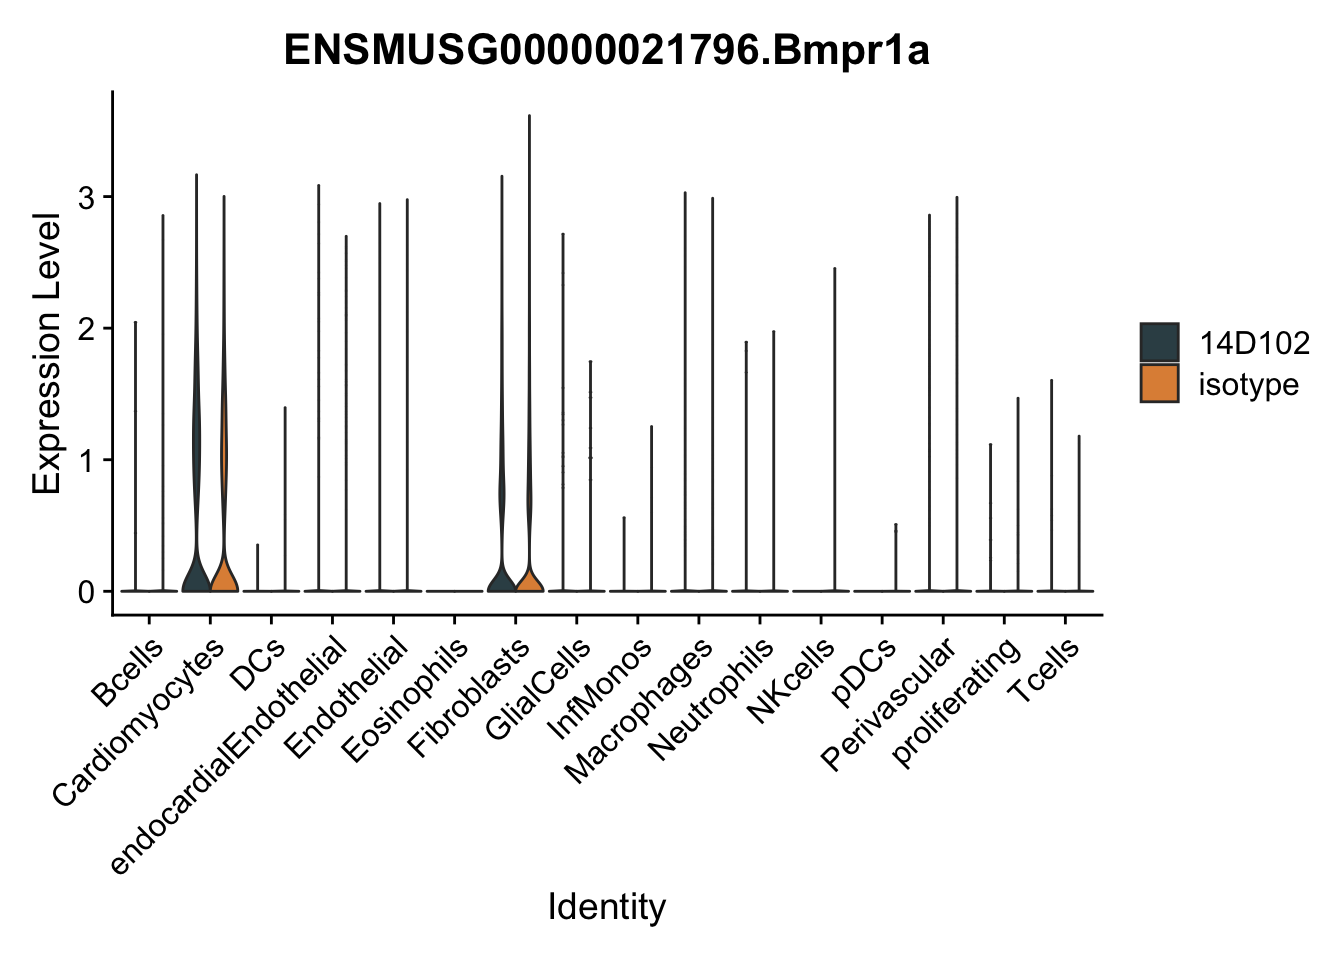 ENSMUSG00000021796.Bmpr1a
Expression Level
3
2
1
0
Bcells
Cardiomyocytes
DCs
endocardialEndothelial
Endothelial
Eosinophils
Fibroblasts
GlialCells
InfMonos
Macrophages
Neutrophils
NKcells
pDCs
Perivascular
proliferating
Tcells
Identity
14D102
isotype